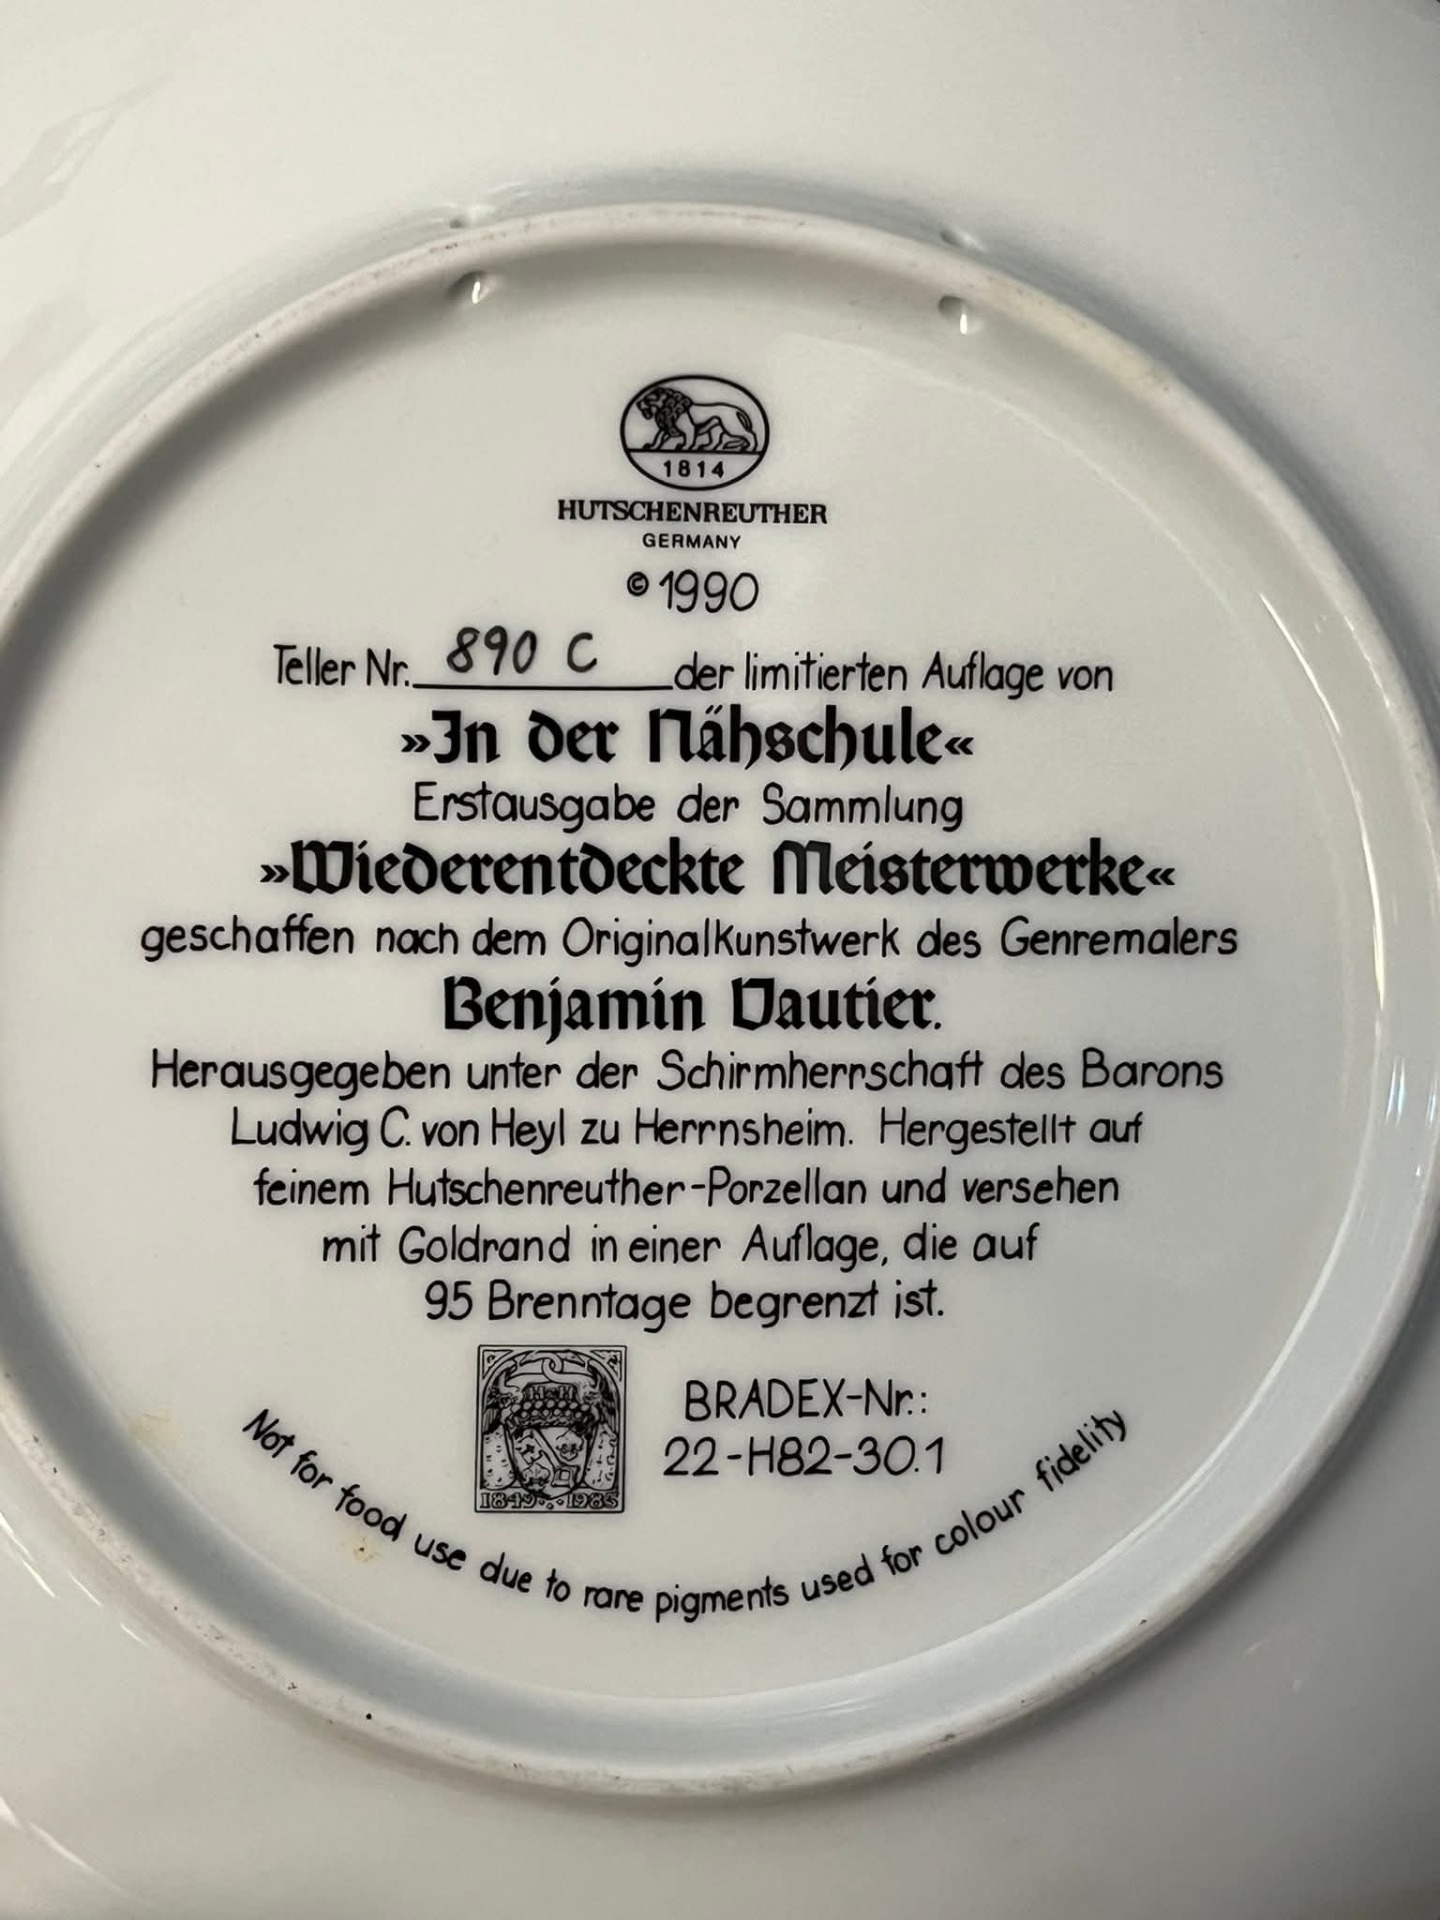 1814
HUTSCHENREUTHER
GERMANY
© 1990
Teller Nr. 890 C der limitierten Auflage von
»In der Nähschule«
Erstausgabe der Sammlung
»Wiederentdeckte Meisterwerke«
geschaffen nach dem Originalkunstwerk des Genremalers
Benjamin Vautier.
Herausgegeben unter der Schirmherrschaft des Barons
Ludwig C. von Heyl zu Herrnsheim. Hergestellt auf
feinem Hutschenreuther-Porzellan und versehen
mit Goldrand in einer Auflage, die auf
95 Brenntage begrenzt ist.
H H
1849 1985
BRADEX-Nr.:
22-H82-30.1
Not for food use due to rare pigments used for colour fidelity